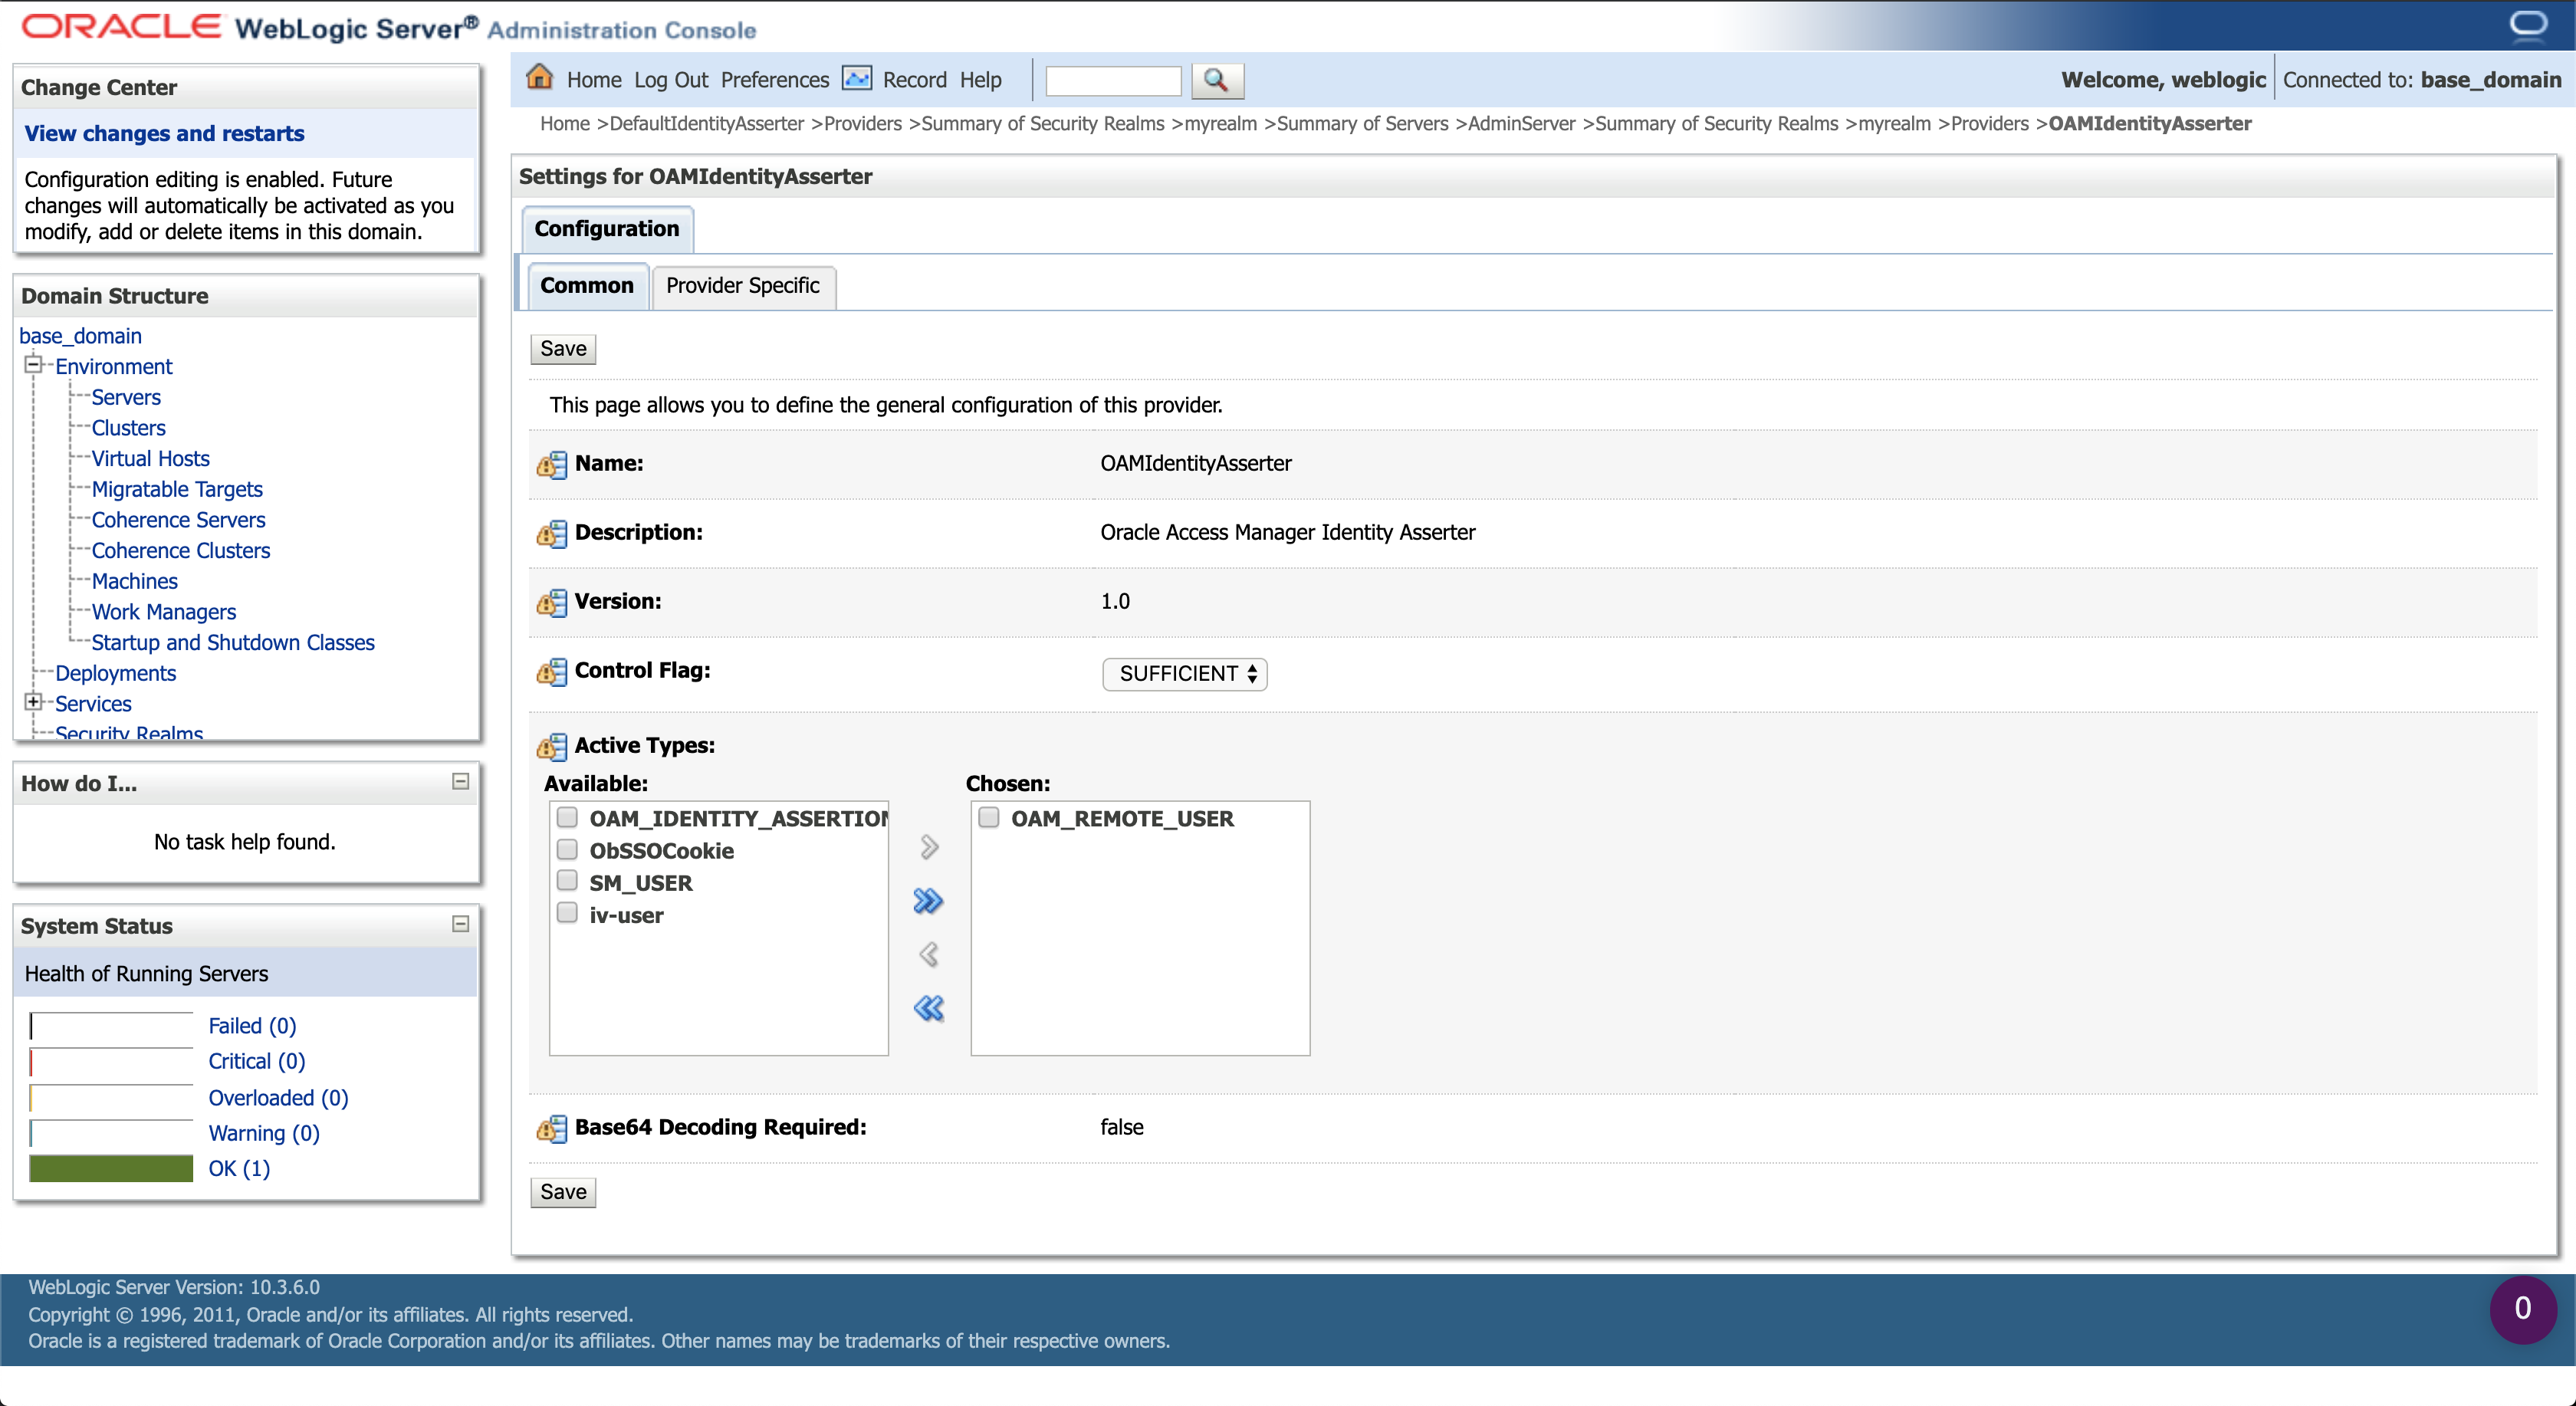 ORACLE WebLogic Server® Administration Console
Change Center
View changes and restarts
Configuration editing is enabled. Future
changes will automatically be activated as you
modify, add or delete items in this domain.
Domain Structure
base_domain
Environment
Servers
Clusters
Virtual Hosts
Migratable Targets
Coherence Servers
Coherence Clusters
Machines
Work Managers
Startup and Shutdown Classes
Deployments
Services
Security Realms
How do I...
No task help found.
System Status
Health of Running Servers
Failed (0)
Critical (0)
Overloaded (0)
Warning (0)
OK (1)
Home Log Out Preferences Record Help
Welcome, weblogic Connected to: base_domain
Home >DefaultIdentityAsserter >Providers >Summary of Security Realms >myrealm >Summary of Servers >AdminServer >Summary of Security Realms >myrealm >Providers >OAMIdentityAsserter
Settings for OAMIdentityAsserter
Configuration
Common Provider Specific
Save
This page allows you to define the general configuration of this provider.
Name: OAMIdentityAsserter
Description: Oracle Access Manager Identity Asserter
Version: 1.0
Control Flag: SUFFICIENT
Active Types:
Available: Chosen:
OAM_IDENTITY_ASSERTION OAM_REMOTE_USER
ObSSOCookie
SM_USER
iv-user
Base64 Decoding Required: false
Save
WebLogic Server Version: 10.3.6.0
Copyright © 1996, 2011, Oracle and/or its affiliates. All rights reserved.
Oracle is a registered trademark of Oracle Corporation and/or its affiliates. Other names may be trademarks of their respective owners.
0